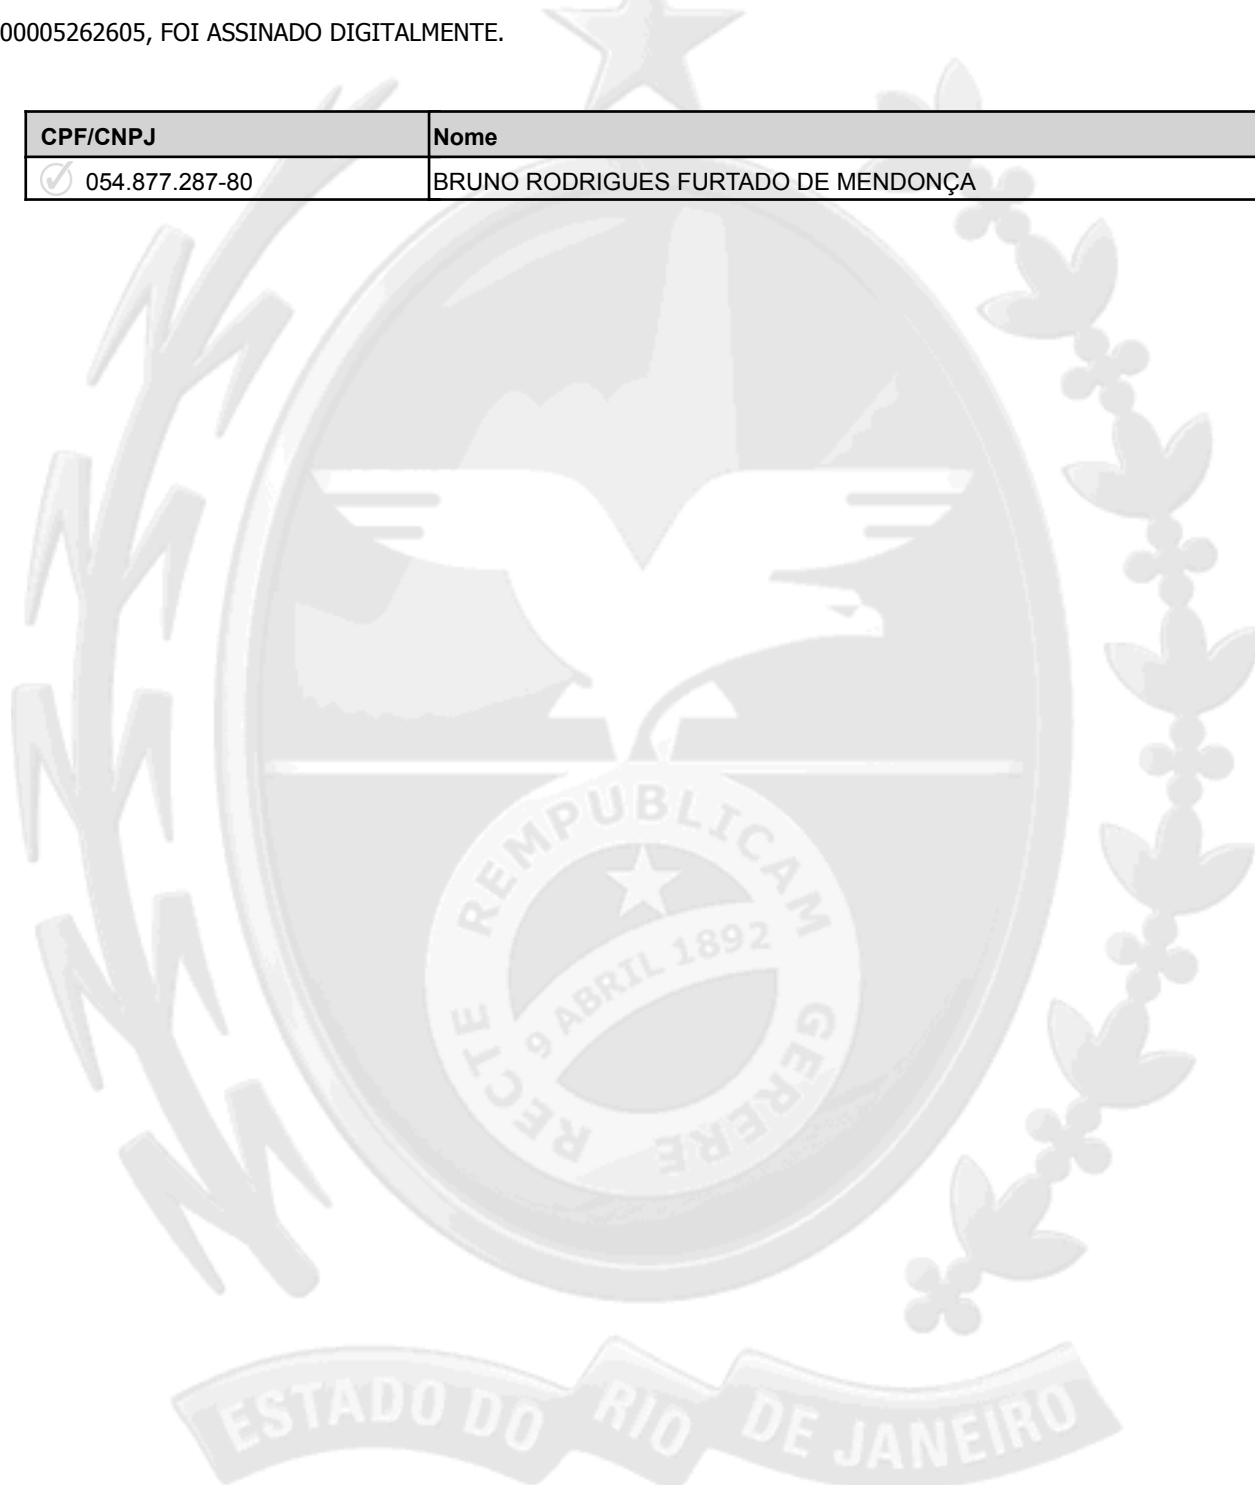 00005262605, FOI ASSINADO DIGITALMENTE.
CPF/CNPJ Nome
054.877.287-80 BRUNO RODRIGUES FURTADO DE MENDONÇA
RECTE REMPUBLICAM GERERE
9 ABRIL 1892
ESTADO DO RIO DE JANEIRO